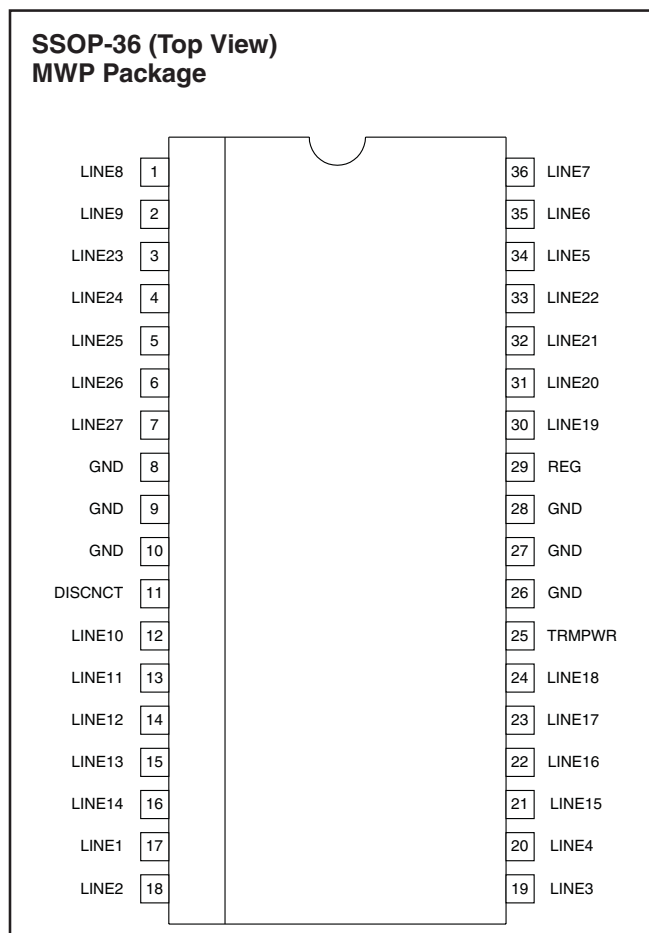 SSOP-36 (Top View)
MWP Package
LINE8 1 36 LINE7
LINE9 2 35 LINE6
LINE23 3 34 LINE5
LINE24 4 33 LINE22
LINE25 5 32 LINE21
LINE26 6 31 LINE20
LINE27 7 30 LINE19
GND 8 29 REG
GND 9 28 GND
GND 10 27 GND
DISCNCT 11 26 GND
LINE10 12 25 TRMPWR
LINE11 13 24 LINE18
LINE12 14 23 LINE17
LINE13 15 22 LINE16
LINE14 16 21 LINE15
LINE1 17 20 LINE4
LINE2 18 19 LINE3